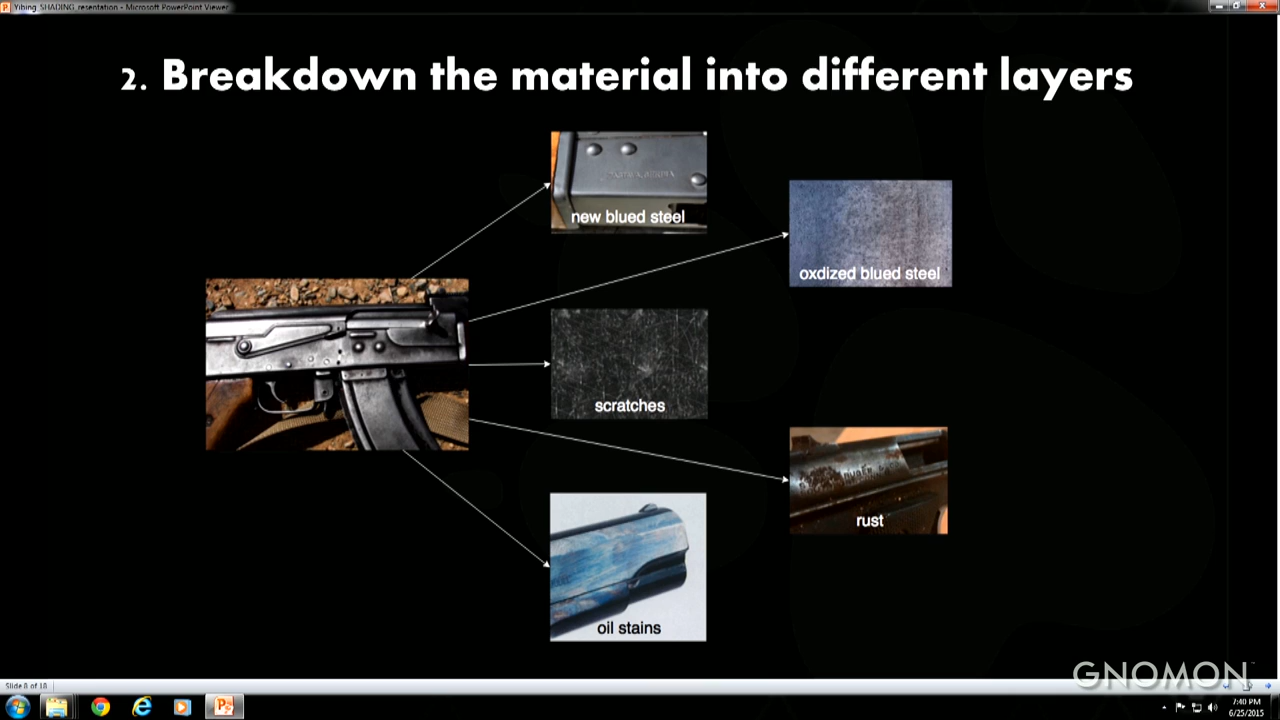 Yibing_SHADING_resentation - Microsoft PowerPoint Viewer
2. Breakdown the material into different layers
new blued steel
oxdized blued steel
scratches
rust
oil stains
GNOMON
Slide 8 of 18
7:40 PM
6/25/2015